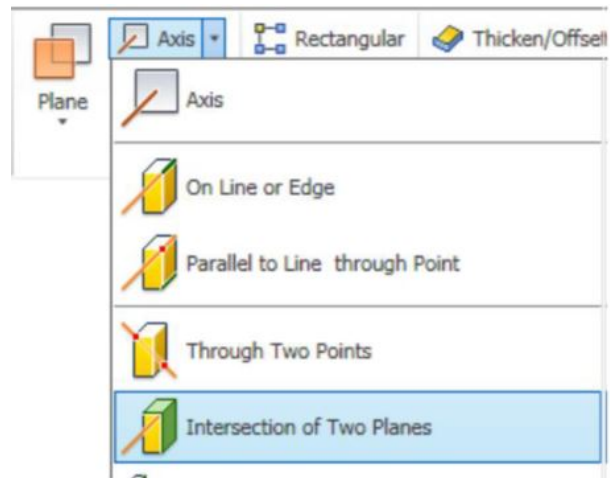 Axis
Rectangular
Thicken/Offset
Plane
Axis
On Line or Edge
Parallel to Line through Point
Through Two Points
Intersection of Two Planes